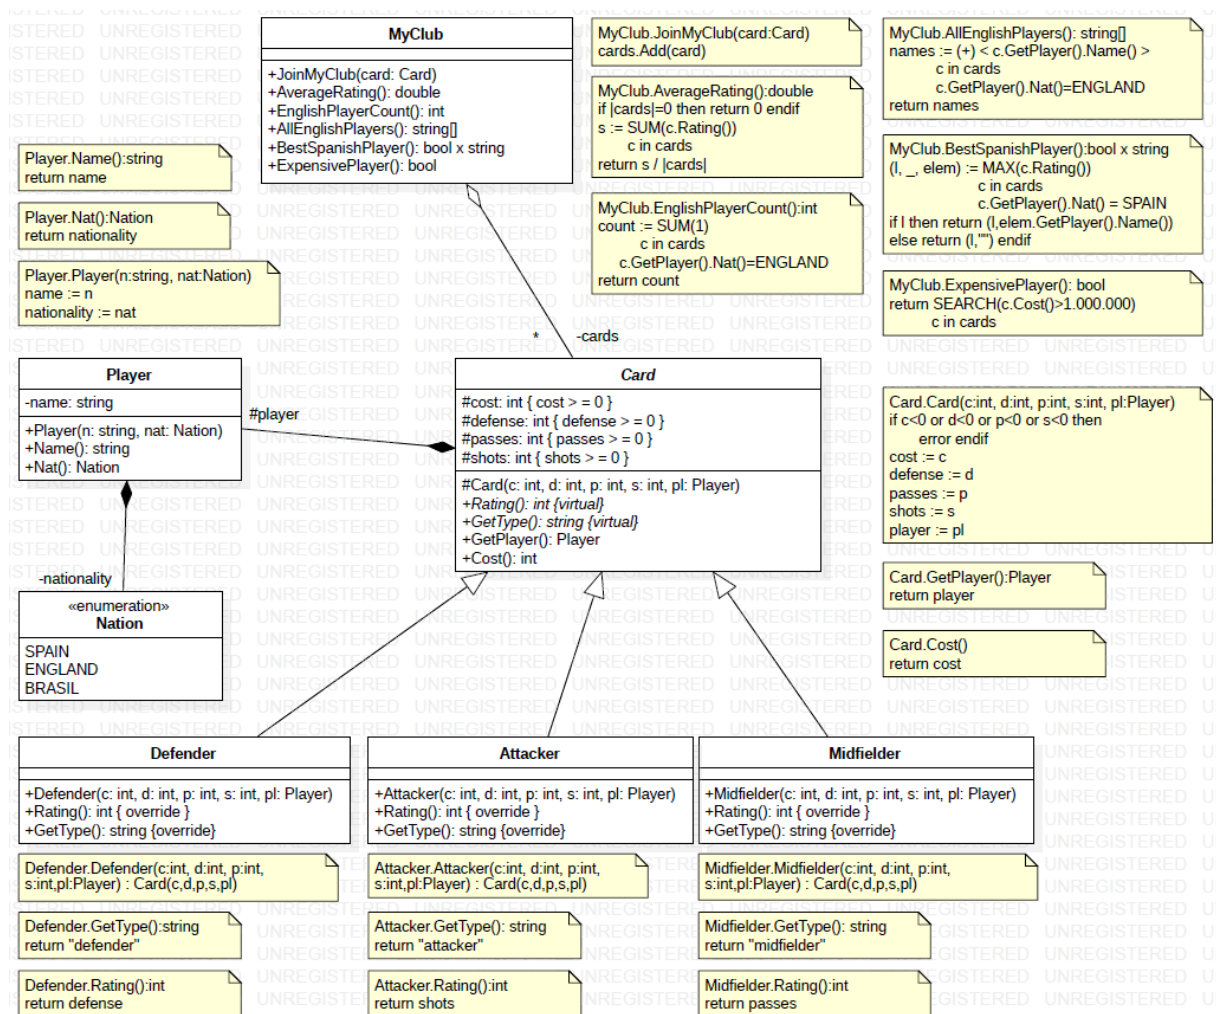 MyClub
+JoinMyClub(card: Card)
+AverageRating(): double
+EnglishPlayerCount(): int
+AllEnglishPlayers(): string[]
+BestSpanishPlayer(): bool x string
+ExpensivePlayer(): bool
MyClub.JoinMyClub(card:Card)
cards.Add(card)
MyClub.AverageRating():double
if |cards|=0 then return 0 endif
s := SUM(c.Rating())
c in cards
return s / |cards|
MyClub.EnglishPlayerCount():int
count := SUM(1)
c in cards
c.GetPlayer().Nat()=ENGLAND
return count
MyClub.AllEnglishPlayers(): string[]
names := (+) < c.GetPlayer().Name() >
c in cards
c.GetPlayer().Nat()=ENGLAND
return names
MyClub.BestSpanishPlayer():bool x string
(l, _, elem) := MAX(c.Rating())
c in cards
c.GetPlayer().Nat() = SPAIN
if l then return (l,elem.GetPlayer().Name())
else return (l,"") endif
MyClub.ExpensivePlayer(): bool
return SEARCH(c.Cost()>1.000.000)
c in cards
Player.Name():string
return name
Player.Nat():Nation
return nationality
Player.Player(n:string, nat:Nation)
name := n
nationality := nat
*
-cards
Player
-name: string
+Player(n: string, nat: Nation)
+Name(): string
+Nat(): Nation
#player
Card
#cost: int { cost > = 0 }
#defense: int { defense > = 0 }
#passes: int { passes > = 0 }
#shots: int { shots > = 0 }
#Card(c: int, d: int, p: int, s: int, pl: Player)
+Rating(): int {virtual}
+GetType(): string {virtual}
+GetPlayer(): Player
+Cost(): int
Card.Card(c:int, d:int, p:int, s:int, pl:Player)
if c<0 or d<0 or p<0 or s<0 then
error endif
cost := c
defense := d
passes := p
shots := s
player := pl
Card.GetPlayer():Player
return player
Card.Cost()
return cost
-nationality
«enumeration»
Nation
SPAIN
ENGLAND
BRASIL
Defender
+Defender(c: int, d: int, p: int, s: int, pl: Player)
+Rating(): int { override }
+GetType(): string {override}
Attacker
+Attacker(c: int, d: int, p: int, s: int, pl: Player)
+Rating(): int { override }
+GetType(): string {override}
Midfielder
+Midfielder(c: int, d: int, p: int, s: int, pl: Player)
+Rating(): int { override }
+GetType(): string {override}
Defender.Defender(c:int, d:int, p:int,
s:int,pl:Player) : Card(c,d,p,s,pl)
Defender.GetType():string
return "defender"
Defender.Rating():int
return defense
Attacker.Attacker(c:int, d:int, p:int,
s:int,pl:Player) : Card(c,d,p,s,pl)
Attacker.GetType(): string
return "attacker"
Attacker.Rating():int
return shots
Midfielder.Midfielder(c:int, d:int, p:int,
s:int,pl:Player) : Card(c,d,p,s,pl)
Midfielder.GetType(): string
return "midfielder"
Midfielder.Rating():int
return passes
UNREGISTERED